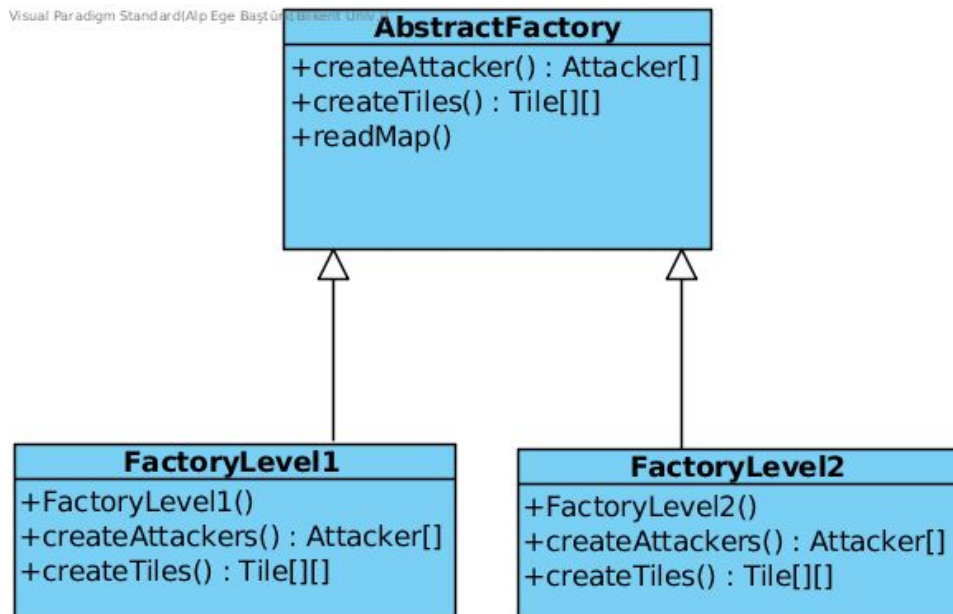 Visual Paradigm Standard(Alp Ege Baştürk(Bilkent Univ.
AbstractFactory
+createAttacker() : Attacker[]
+createTiles() : Tile[][]
+readMap()
FactoryLevel1
+FactoryLevel1()
+createAttackers() : Attacker[]
+createTiles() : Tile[][]
FactoryLevel2
+FactoryLevel2()
+createAttackers() : Attacker[]
+createTiles() : Tile[][]